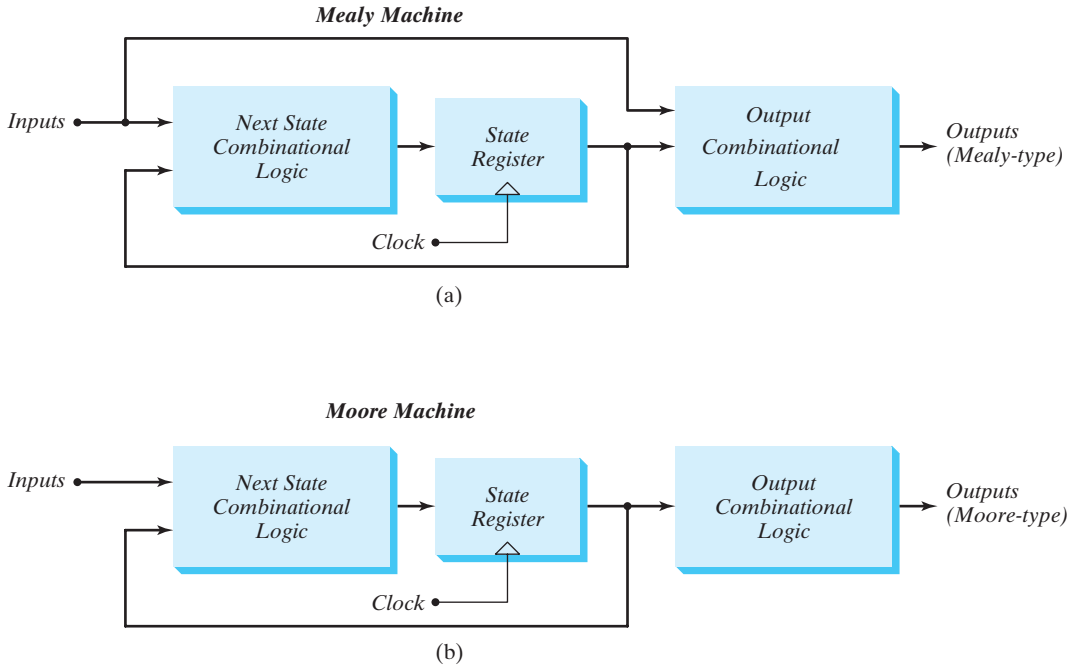 Mealy Machine
Inputs
Next State
Combinational
Logic
State
Register
Output
Combinational
Logic
Outputs
(Mealy-type)
Clock
(a)
Moore Machine
Inputs
Next State
Combinational
Logic
State
Register
Output
Combinational
Logic
Outputs
(Moore-type)
Clock
(b)